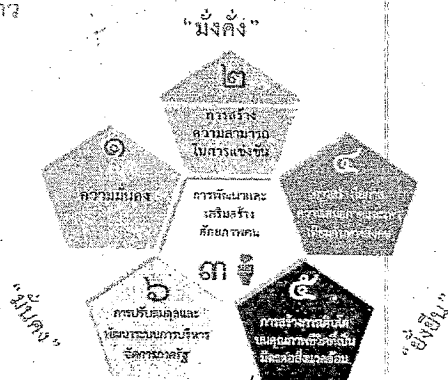 "มั่งคั่ง"
๒
การสร้าง
ความสามารถ
ในการแข่งขัน
๑
ความมั่นคง
๔
การพัฒนาและ
เสริมสร้าง
ศักยภาพคน
๓
๖
การปรับสมดุลและ
พัฒนาระบบการบริหาร
จัดการภาครัฐ
๕
การสร้างการเติบโต
บนคุณภาพชีวิตที่เป็น
มิตรต่อสิ่งแวดล้อม
"มั่นคง"
"ยั่งยืน"